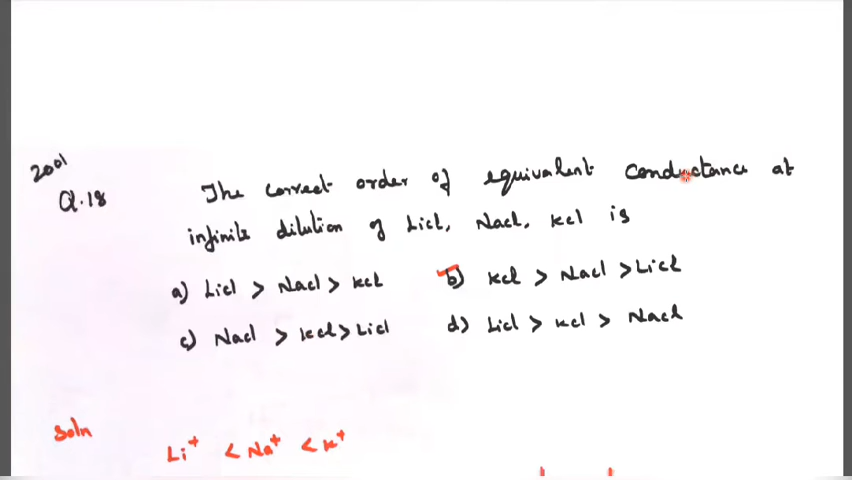 2001
Q.18 The correct order of equivalent conductance at
infinite dilution of Licl, Nacl, Kcl is
a) Licl > Nacl > Kcl b) Kcl > Nacl > Licl
c) Nacl > Kcl > Licl d) Licl > Kcl > Nacl
Soln
Li⁺ < Na⁺ < K⁺